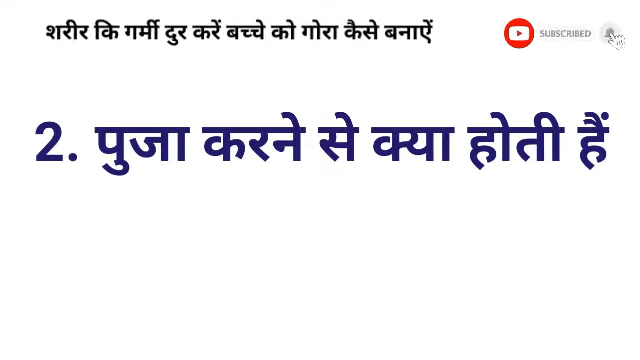 शरीर कि गर्मी दुर करें बच्चे को गोरा कैसे बनाऐं
SUBSCRIBED
2. पुजा करने से क्या होती हैं